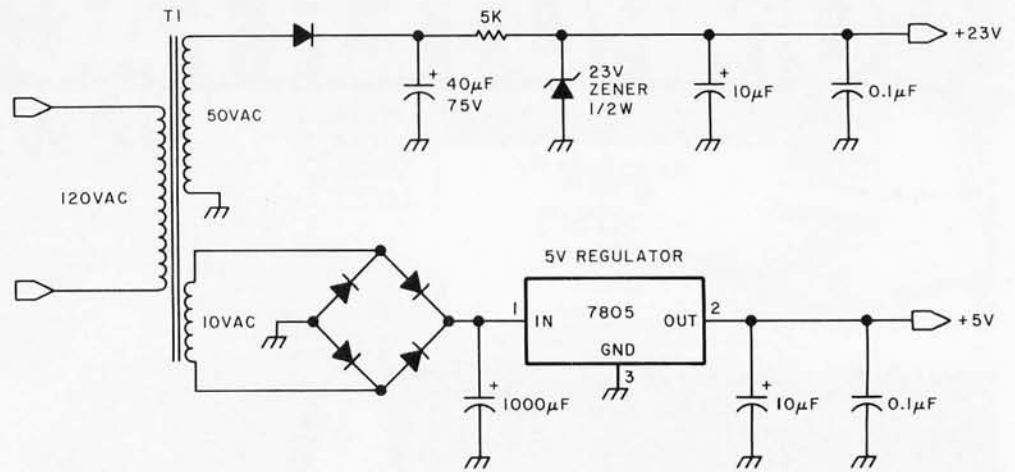 T1
120VAC
50VAC
+
40µF
75V
5K
23V
ZENER
1/2W
+
10µF
0.1µF
+23V
10VAC
+
1000µF
5V REGULATOR
1
IN
7805
OUT
2
GND
3
+
10µF
0.1µF
+5V